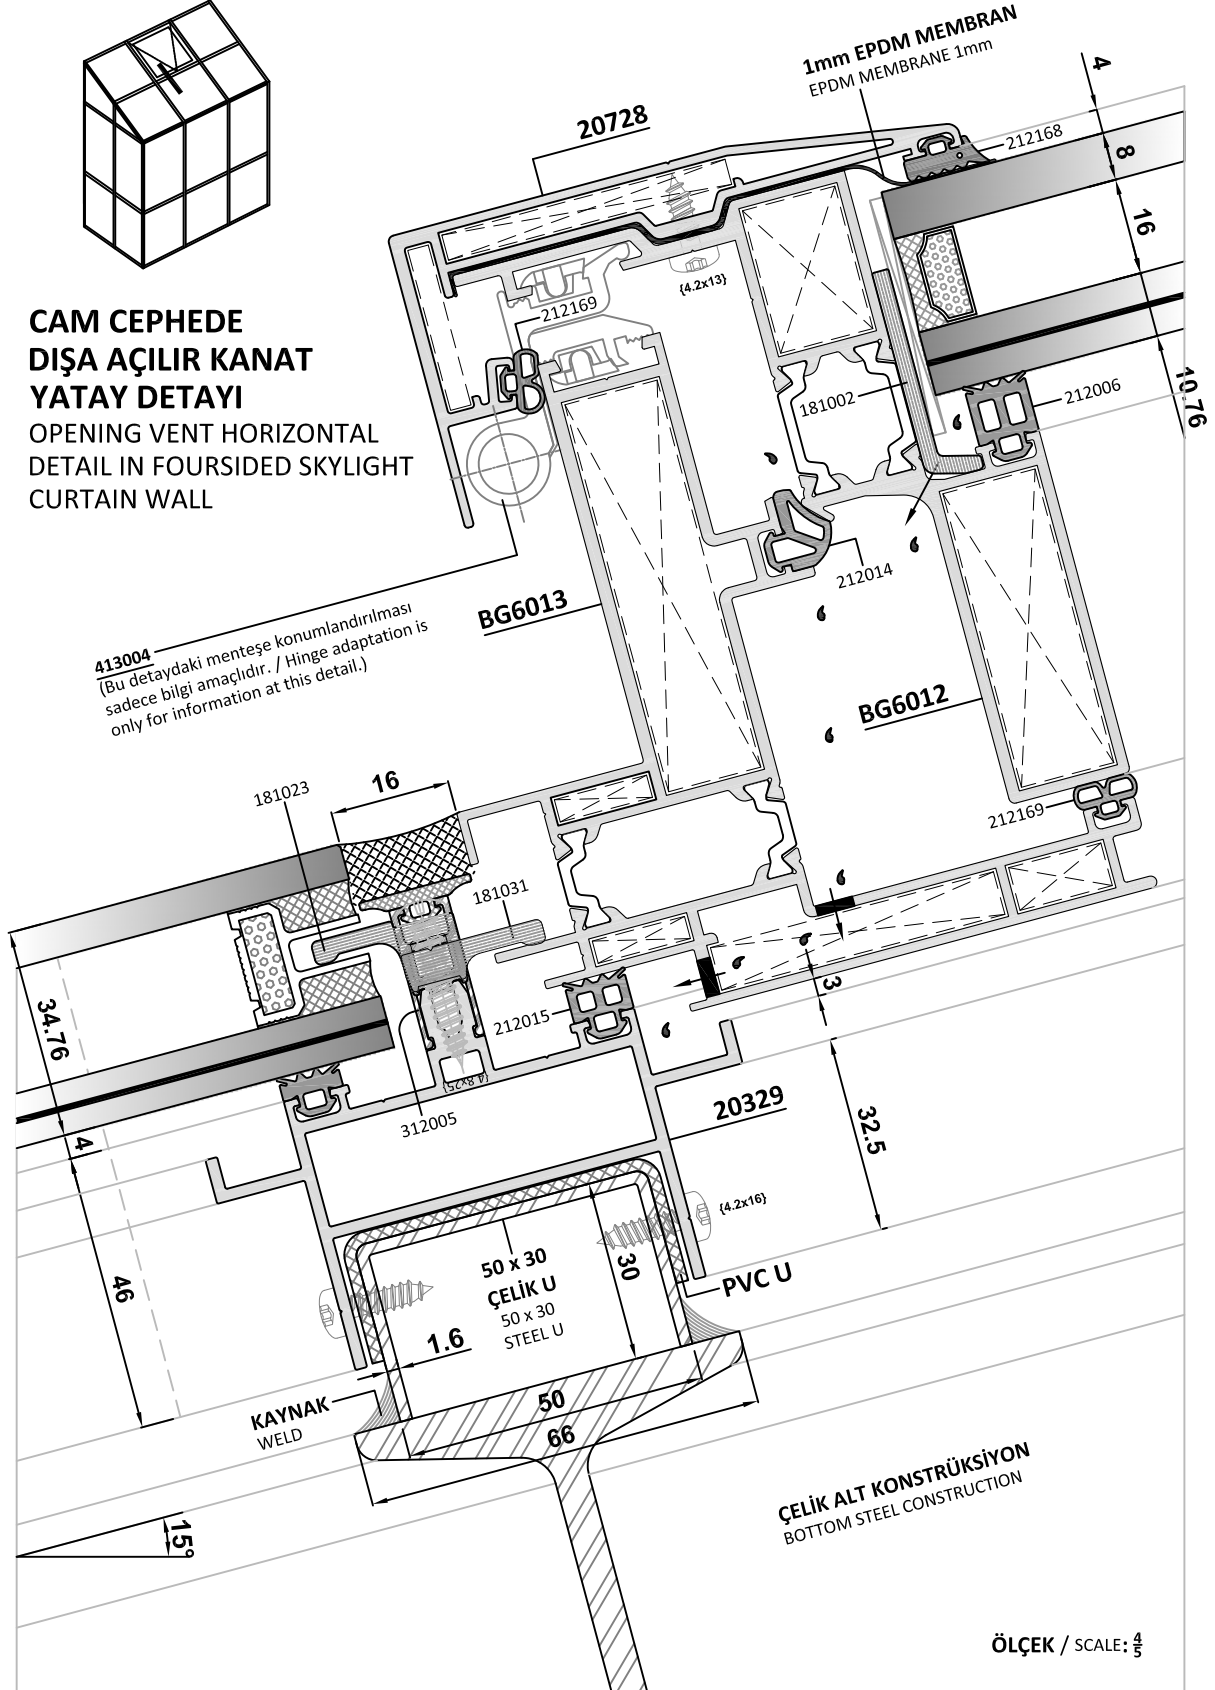 1mm EPDM MEMBRAN
EPDM MEMBRANE 1mm
4
20728
212168
8
16
{4.2x13}
212169
CAM CEPHEDE
DIŞA AÇILIR KANAT
YATAY DETAYI
OPENING VENT HORIZONTAL
DETAIL IN FOURSIDED SKYLIGHT
CURTAIN WALL
181002
212006
10.76
212014
BG6013
413004
(Bu detaydaki menteşe konumlandırılması
sadece bilgi amaçlıdır. / Hinge adaptation is
only for information at this detail.)
BG6012
16
181023
212169
181031
34.76
3
212015
{4.8x25}
312005
20329
32.5
4
{4.2x16}
46
50 x 30
ÇELİK U
50 x 30
STEEL U
30
PVC U
1.6
KAYNAK
WELD
50
66
ÇELİK ALT KONSTRÜKSİYON
BOTTOM STEEL CONSTRUCTION
15°
ÖLÇEK / SCALE: 4/5